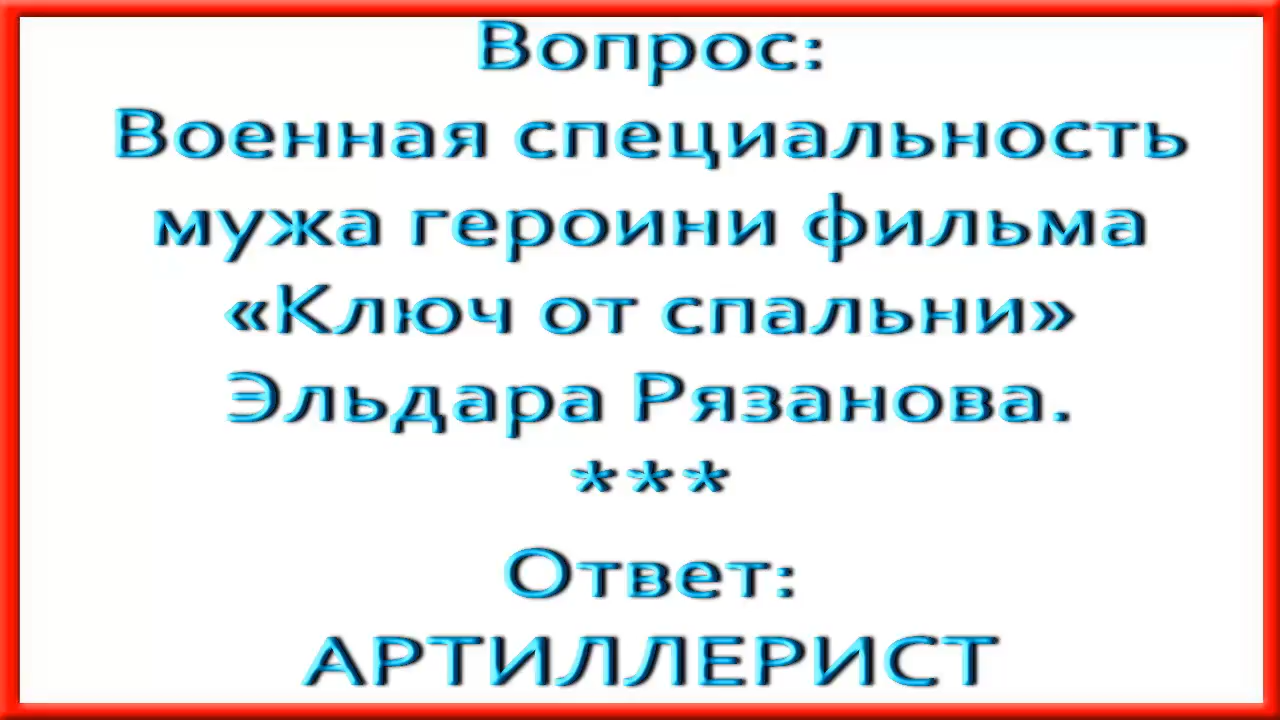 Вопрос:
Военная специальность
мужа героини фильма
«Ключ от спальни»
Эльдара Рязанова.
***
Ответ:
АРТИЛЛЕРИСТ